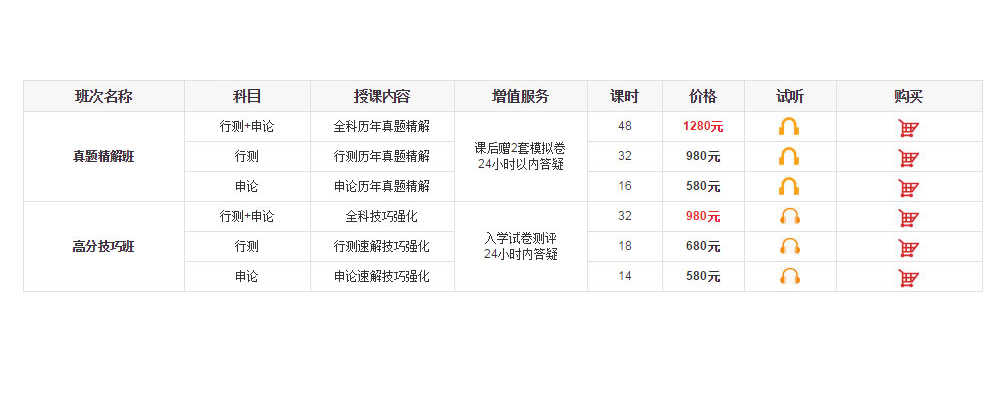 班次名称 科目 授课内容 增值服务 课时 价格 试听 购买
真题精解班 行测+申论 全科历年真题精解 课后赠2套模拟卷 48 1280元
行测 行测历年真题精解 24小时以内答疑 32 980元
申论 申论历年真题精解 16 580元
高分技巧班 行测+申论 全科技巧强化 入学试卷测评 32 980元
行测 行测速解技巧强化 24小时内答疑 18 680元
申论 申论速解技巧强化 14 580元